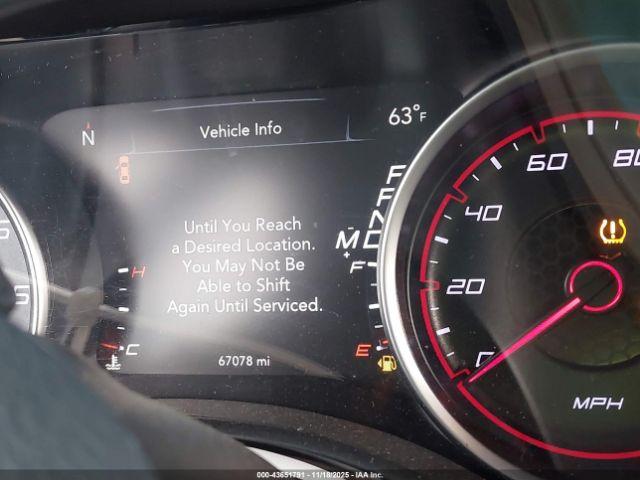 N
Vehicle Info
63°F
Until You Reach
a Desired Location.
You May Not Be
Able to Shift
Again Until Serviced.
H
C
67078 mi
N
M D
- +
F
E
0
20
40
60
80
MPH
5
000-43651791 - 11/18/2025 - IAA Inc.